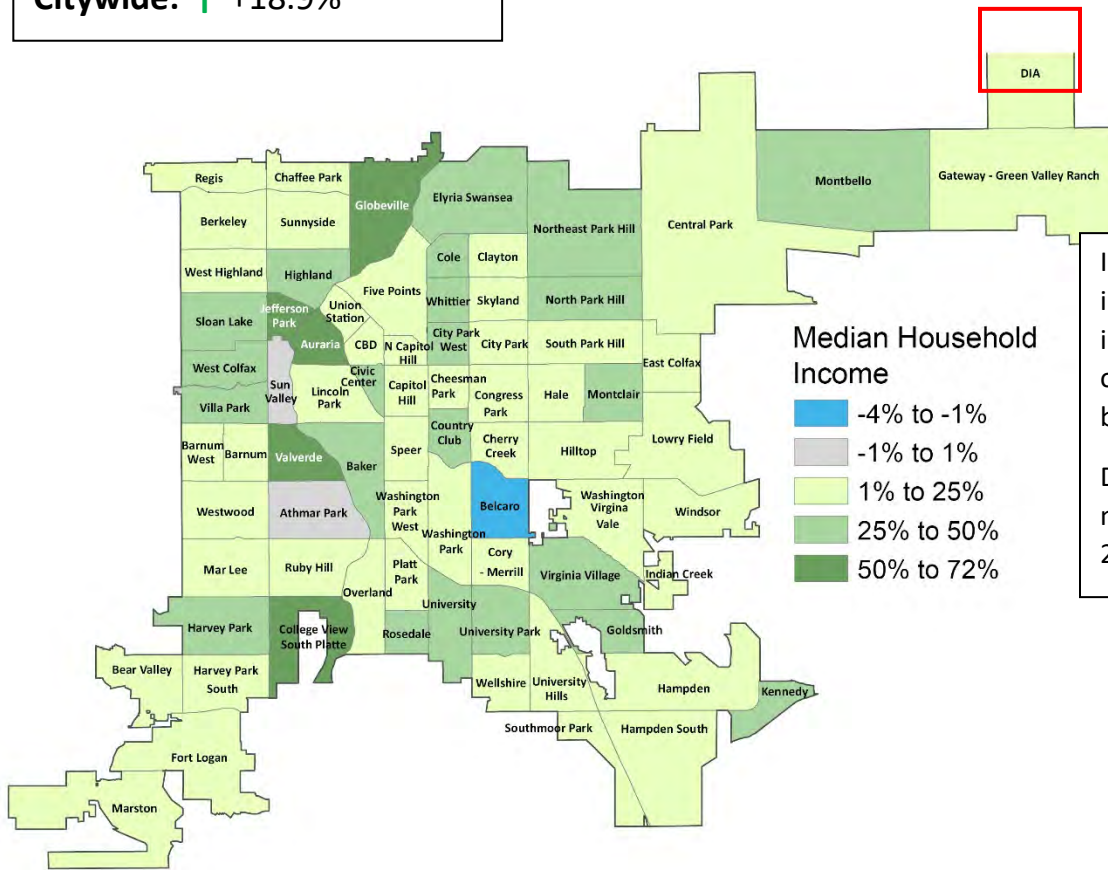 Citywide: ↑ +18.9%
DIA
Regis
Chaffee Park
Globeville
Elyria Swansea
Montbello
Gateway - Green Valley Ranch
Berkeley
Sunnyside
Northeast Park Hill
Central Park
West Highland
Highland
Cole
Clayton
Five Points
Whittier
Skyland
North Park Hill
Sloan Lake
Jefferson
Park
Union
Station
Auraria
CBD
N Capitol
Hill
City Park
West
City Park
South Park Hill
West Colfax
Sun
Valley
Lincoln
Park
Civic
Center
Capitol
Hill
Cheesman
Park
Congress
Park
Hale
Montclair
East Colfax
Villa Park
Country
Club
Barnum
West
Barnum
Valverde
Baker
Speer
Cherry
Creek
Hilltop
Lowry Field
Westwood
Athmar Park
Washington
Park
West
Washington
Park
Belcaro
Washington
Virgina
Vale
Windsor
Mar Lee
Ruby Hill
Overland
Platt
Park
Cory
- Merrill
Virginia Village
Indian Creek
Harvey Park
College View
South Platte
Rosedale
University
University Park
Goldsmith
Bear Valley
Harvey Park
South
Wellshire
University
Hills
Hampden
Kennedy
Southmoor Park
Hampden South
Fort Logan
Marston
Median Household
Income
-4% to -1%
-1% to 1%
1% to 25%
25% to 50%
50% to 72%